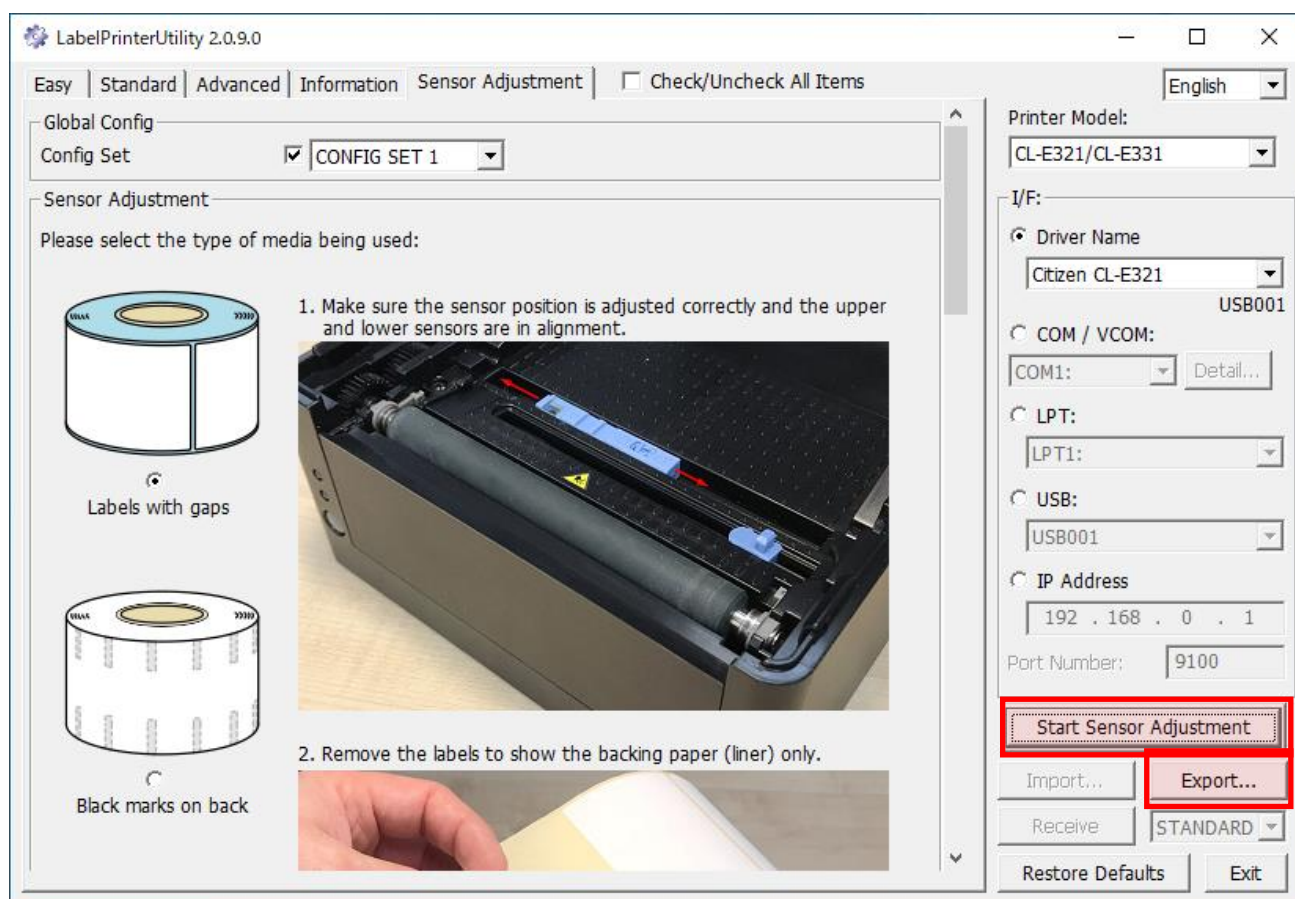 LabelPrinterUtility 2.0.9.0
Easy
Standard
Advanced
Information
Sensor Adjustment
Check/Uncheck All Items
English
Global Config
Config Set
CONFIG SET 1
Sensor Adjustment
Please select the type of media being used:
Labels with gaps
Black marks on back
1. Make sure the sensor position is adjusted correctly and the upper
and lower sensors are in alignment.
2. Remove the labels to show the backing paper (liner) only.
Printer Model:
CL-E321/CL-E331
I/F:
Driver Name
Citizen CL-E321
USB001
COM / VCOM:
COM1:
Detail...
LPT:
LPT1:
USB:
USB001
IP Address
192 . 168 . 0 . 1
Port Number:
9100
Start Sensor Adjustment
Import...
Export...
Receive
STANDARD
Restore Defaults
Exit